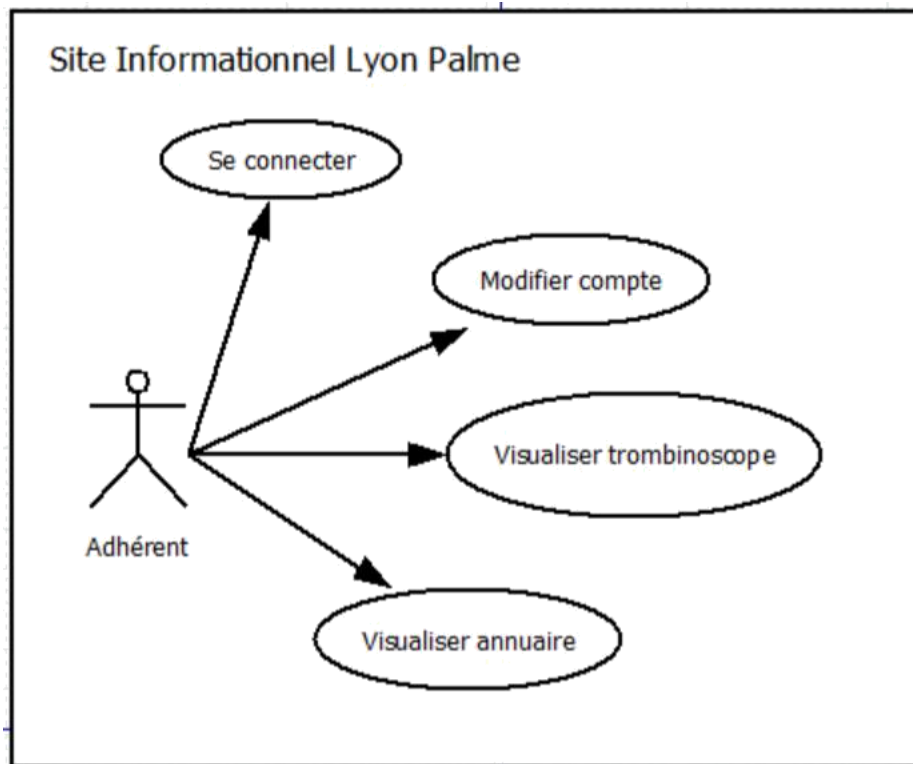 Site Informationnel Lyon Palme
Se connecter
Modifier compte
Visualiser trombinoscope
Adhérent
Visualiser annuaire